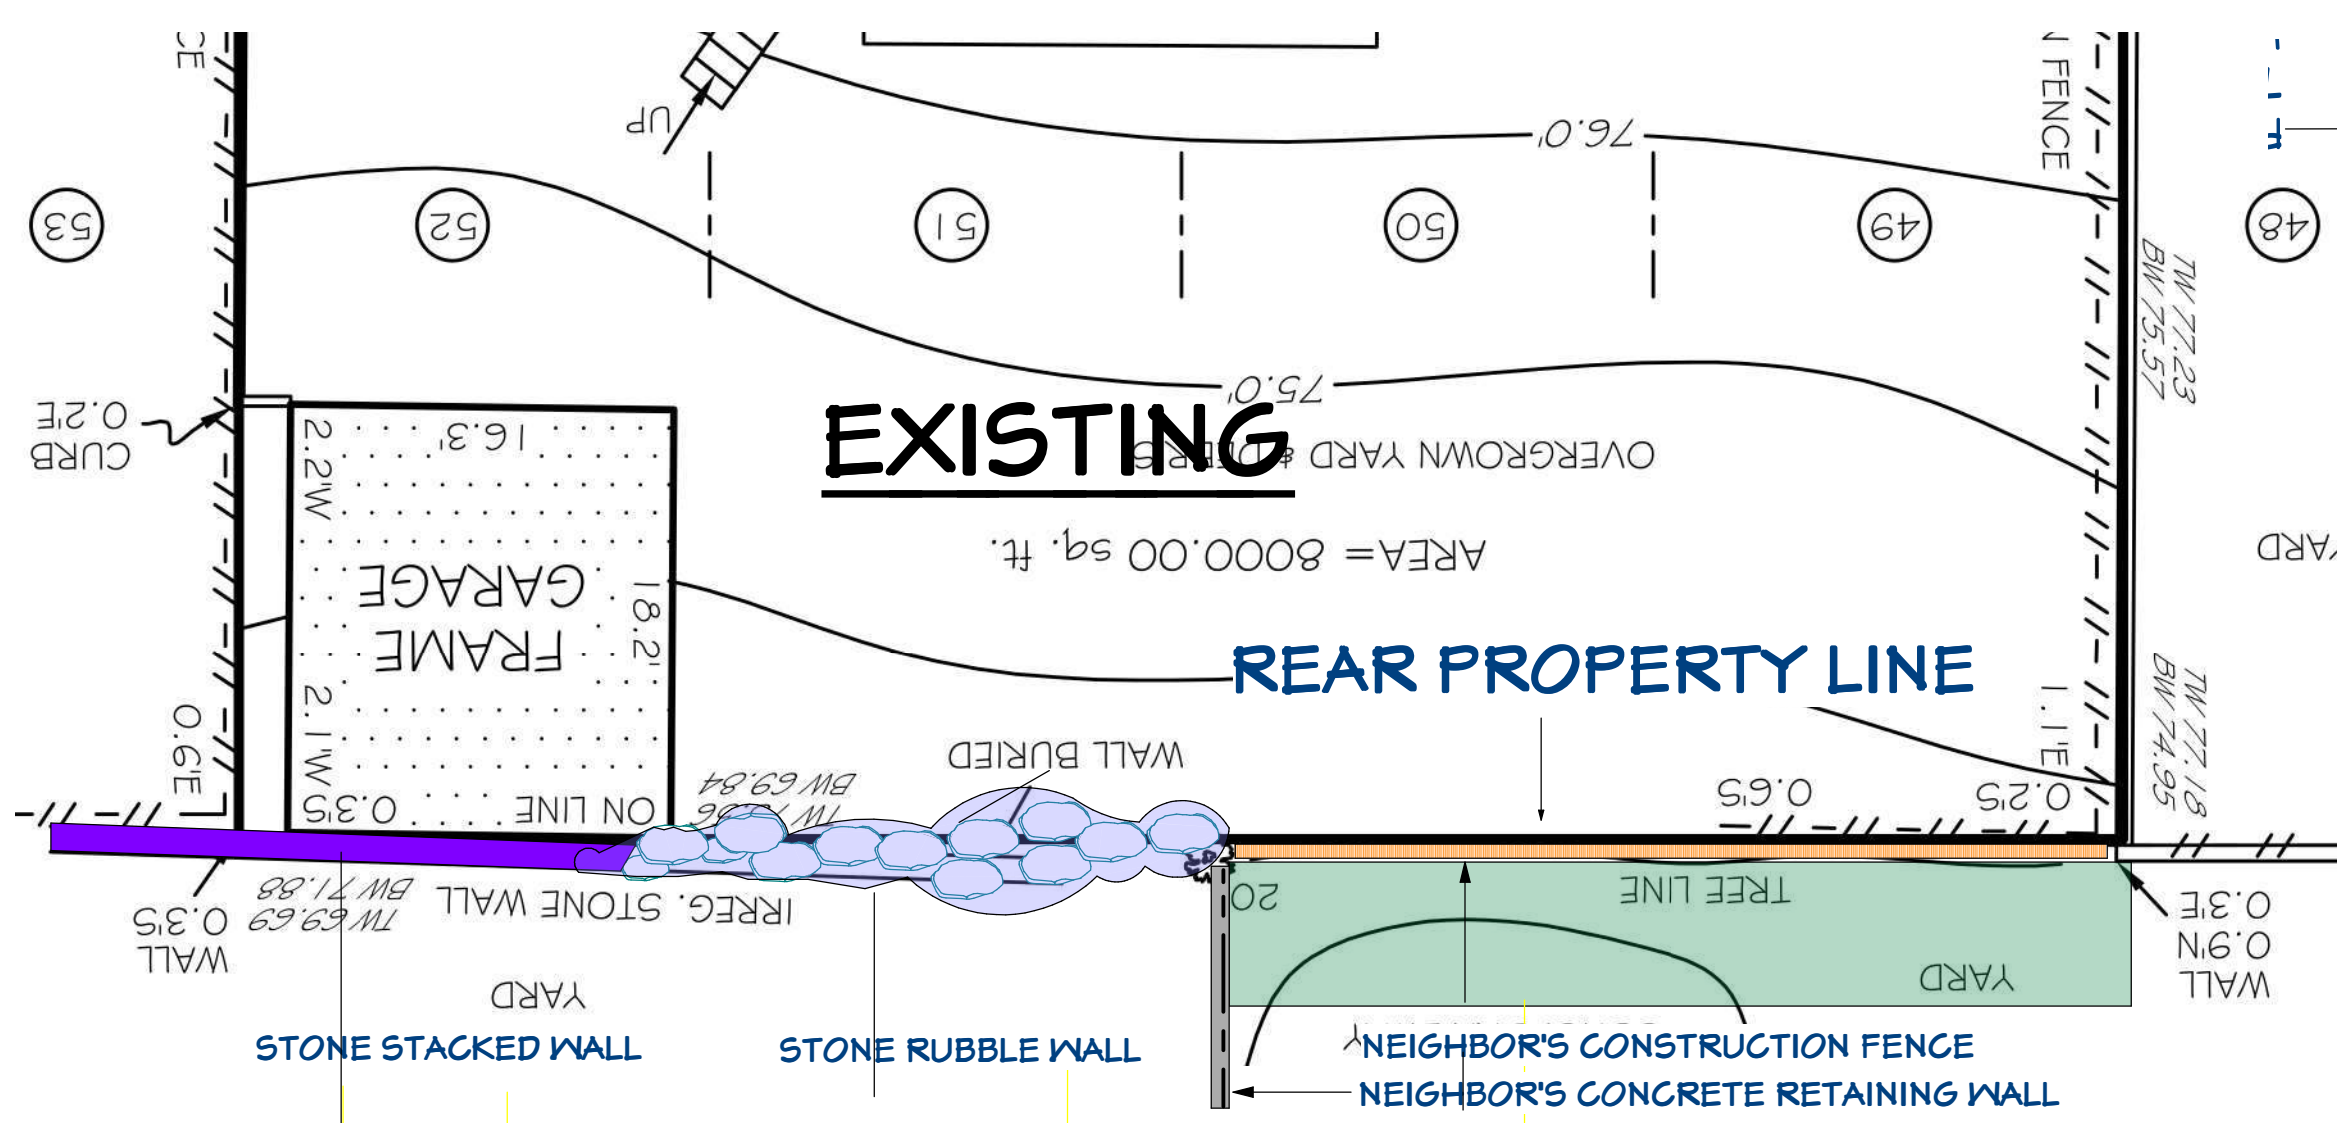 CE
UP
N FENCE
76.0'
53
52
51
50
49
48
TW 77.23
BW 75.57
75.0'
CURB
0.2'E
2.2'W
16.3'
EXISTING
OVERGROWN YARD &
AREA= 8000.00 sq. ft.
YARD
FRAME
GARAGE
18.2'
REAR PROPERTY LINE
0.6'E
2.1'W
0.3'S
ON LINE
BW 69.84
WALL BURIED
1.1'E
0.6'S
0.2'S
TW 77.18
BW 74.95
WALL
0.3'S
TW 69.69
BW 71.88
IRREG. STONE WALL
20
TREE LINE
WALL
0.9'N
0.3'E
YARD
YARD
STONE STACKED WALL
STONE RUBBLE WALL
NEIGHBOR'S CONSTRUCTION FENCE
NEIGHBOR'S CONCRETE RETAINING WALL